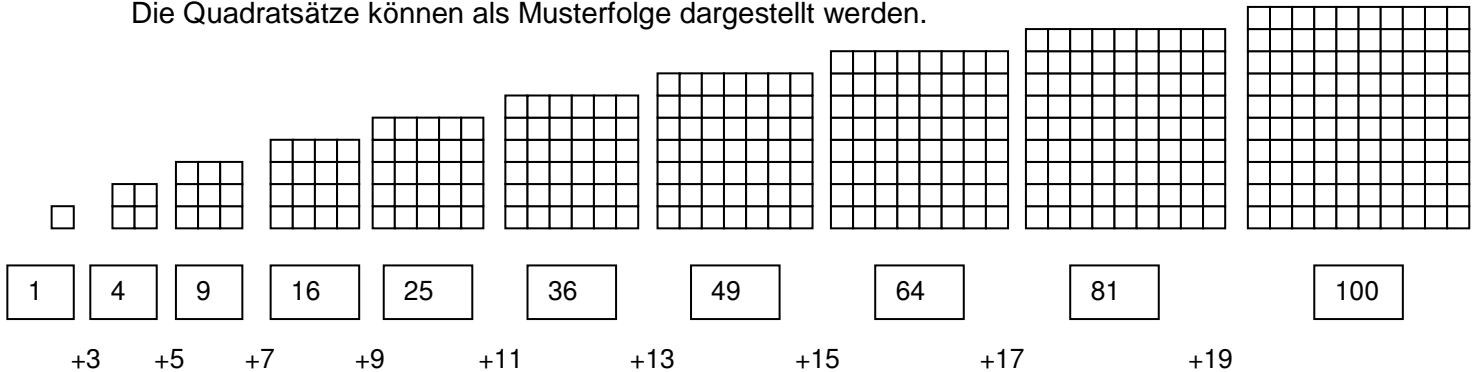 Die Quadratsätze können als Musterfolge dargestellt werden.
1 4 9 16 25 36 49 64 81 100
+3 +5 +7 +9 +11 +13 +15 +17 +19